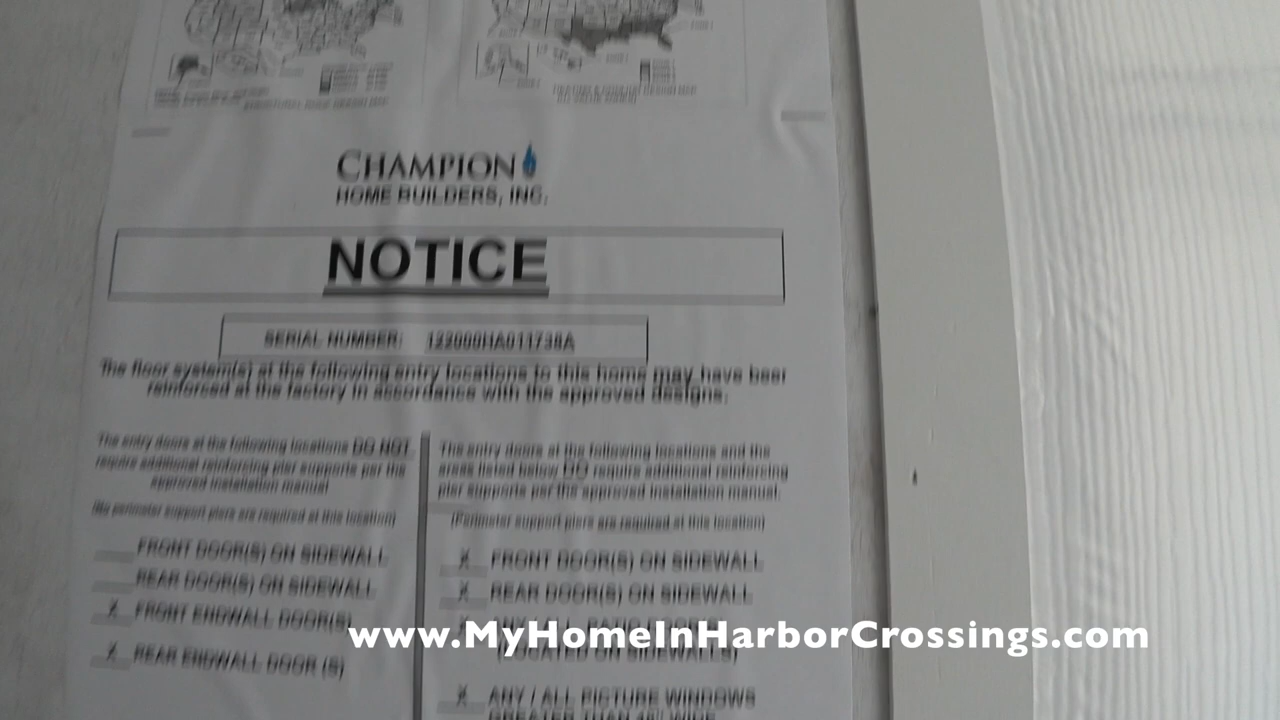 CHAMPION
HOME BUILDERS, INC.
NOTICE
SERIAL NUMBER: 122000HA011738A
The floor system(s) at the following entry locations to this home may have been
reinforced at the factory in accordance with the approved designs.
The entry doors at the following locations DO NOT
require additional reinforcing pier supports per the
approved installation manual
(No perimeter support piers are required at this location)
FRONT DOOR(S) ON SIDEWALL
REAR DOOR(S) ON SIDEWALL
X FRONT ENDWALL DOOR(S)
X REAR ENDWALL DOOR (S)
The entry doors at the following locations and the
areas listed below DO require additional reinforcing
pier supports per the approved installation manual.
(Perimeter support piers are required at this location)
X FRONT DOOR(S) ON SIDEWALL
X REAR DOOR(S) ON SIDEWALL
(LOCATED ON SIDEWALLS)
X ANY / ALL PICTURE WINDOWS
GREATER THAN 48" WIDE
www.MyHomeInHarborCrossings.com